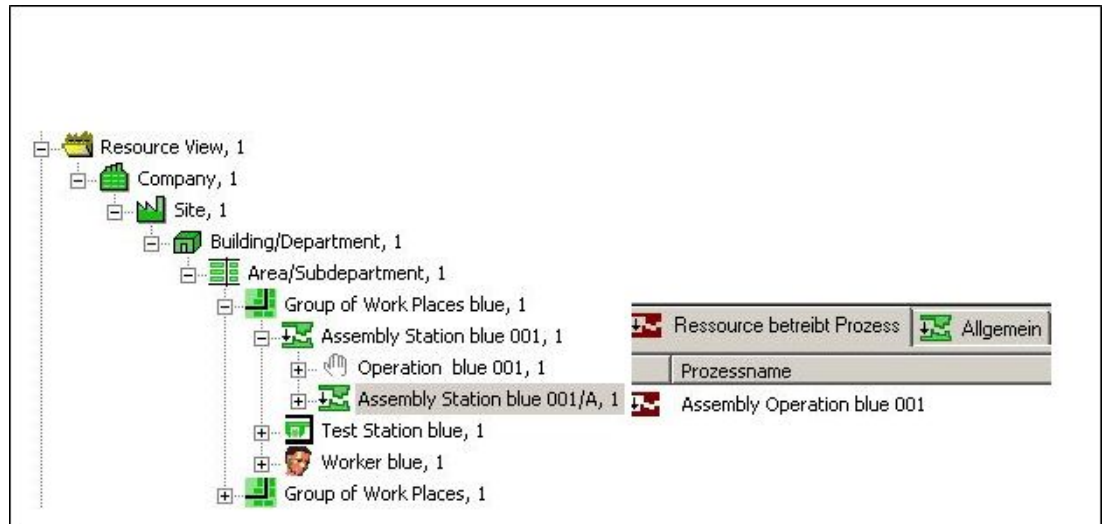 Resource View, 1
Company, 1
Site, 1
Building/Department, 1
Area/Subdepartment, 1
Group of Work Places blue, 1
Assembly Station blue 001, 1
Operation blue 001, 1
Assembly Station blue 001/A, 1
Test Station blue, 1
Worker blue, 1
Group of Work Places, 1
Ressource betreibt Prozess Allgemein
Prozessname
Assembly Operation blue 001